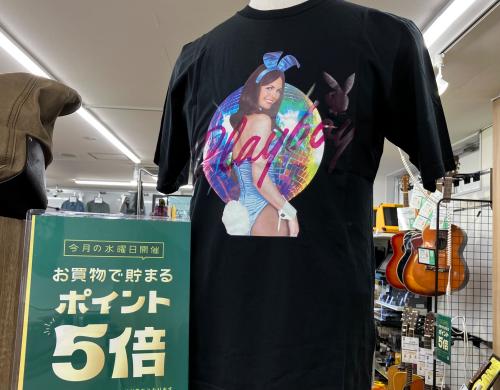 Playboy
今月の水曜日開催
お買物で貯まる
ポイント
5倍